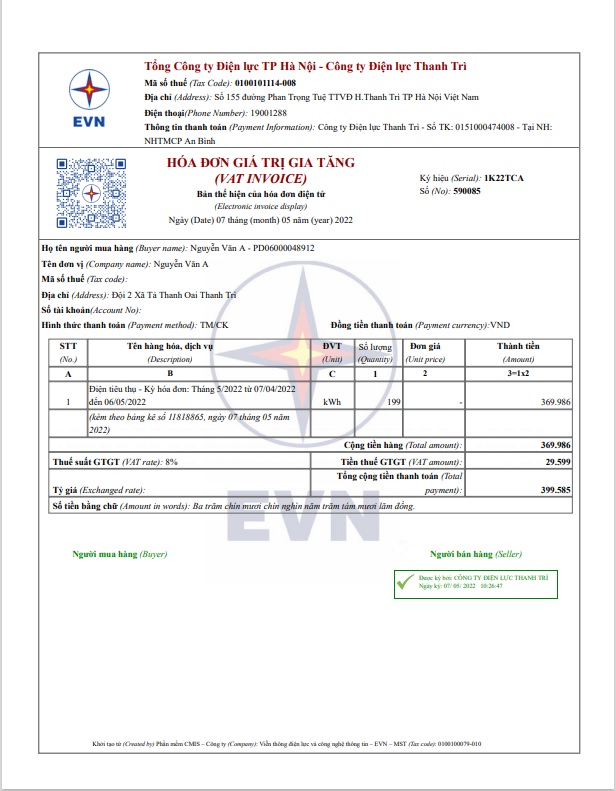 Tổng Công ty Điện lực TP Hà Nội - Công ty Điện lực Thanh Trì
Mã số thuế (Tax Code): 0100101114-008
Địa chỉ (Address): Số 155 đường Phan Trọng Tuệ TTVĐ H.Thanh Trì TP Hà Nội Việt Nam
Điện thoại(Phone Number): 19001288
Thông tin thanh toán (Payment Information): Công ty Điện lực Thanh Trì - Số TK: 0151000474008 - Tại NH:
NHTMCP An Bình
EVN
HÓA ĐƠN GIÁ TRỊ GIA TĂNG
(VAT INVOICE)
Bản thể hiện của hóa đơn điện tử
(Electronic invoice display)
Ngày (Date) 07 tháng (month) 05 năm (year) 2022
Ký hiệu (Serial): 1K22TCA
Số (No): 590085
Họ tên người mua hàng (Buyer name): Nguyễn Văn A - PD06000048912
Tên đơn vị (Company name): Nguyễn Văn A
Mã số thuế (Tax code):
Địa chỉ (Address): Đội 2 Xã Tả Thanh Oai Thanh Trì
Số tài khoản(Account No):
Hình thức thanh toán (Payment method): TM/CK Đồng tiền thanh toán (Payment currency):VND
STT Tên hàng hóa, dịch vụ ĐVT Số lượng Đơn giá Thành tiền
(No.) (Description) (Unit) (Quantity) (Unit price) (Amount)
A B C 1 2 3=1x2
Điện tiêu thụ - Kỳ hóa đơn: Tháng 5/2022 từ 07/04/2022
1 đến 06/05/2022 kWh 199 - 369.986
(kèm theo bảng kê số 11818865, ngày 07 tháng 05 năm
2022)
Cộng tiền hàng (Total amount): 369.986
Thuế suất GTGT (VAT rate): 8% Tiền thuế GTGT (VAT amount): 29.599
Tổng cộng tiền thanh toán (Total
Tỷ giá (Exchanged rate): payment): 399.585
Số tiền bằng chữ (Amount in words): Ba trăm chín mươi chín nghìn năm trăm tám mươi lăm đồng.
EVN
Người mua hàng (Buyer) Người bán hàng (Seller)
Được ký bởi: CÔNG TY ĐIỆN LỰC THANH TRÌ
Ngày ký: 07/ 05/ 2022 10:26:47
Khởi tạo từ (Created by) Phần mềm CMIS – Công ty (Company): Viễn thông điện lực và công nghệ thông tin – EVN – MST (Tax code): 0100100079-010